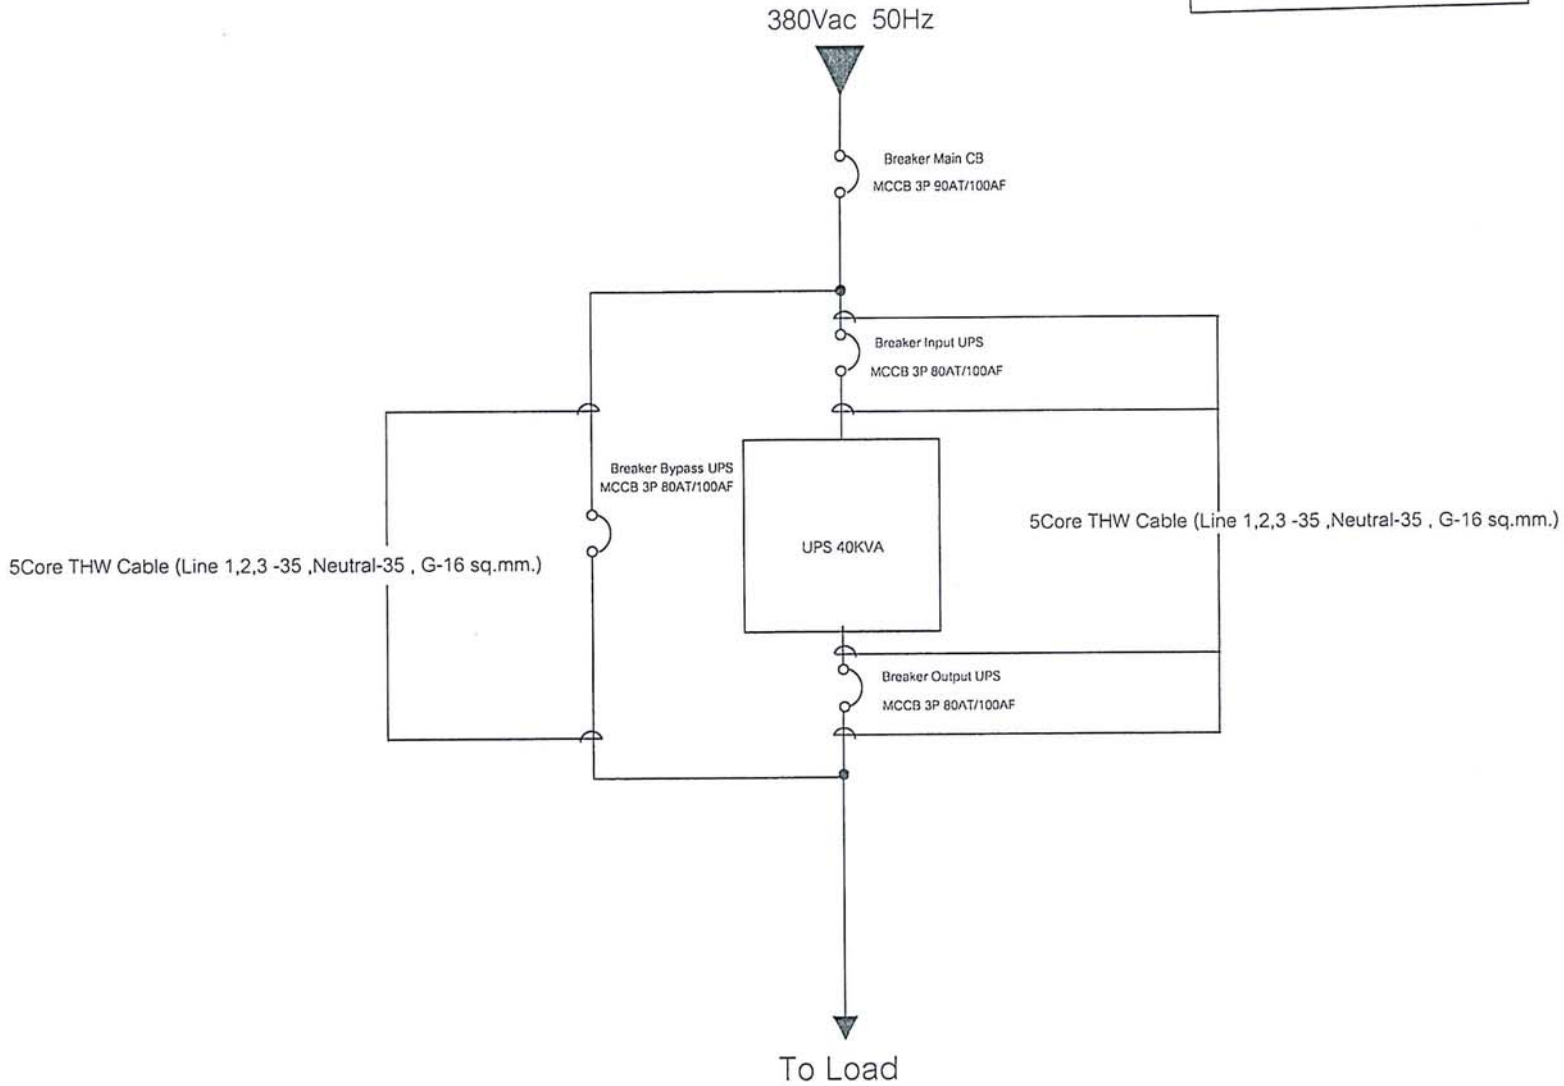 380Vac 50Hz
Breaker Main CB
MCCB 3P 90AT/100AF
Breaker Input UPS
MCCB 3P 80AT/100AF
Breaker Bypass UPS
MCCB 3P 80AT/100AF
5Core THW Cable (Line 1,2,3 -35 ,Neutral-35 , G-16 sq.mm.)
UPS 40KVA
5Core THW Cable (Line 1,2,3 -35 ,Neutral-35 , G-16 sq.mm.)
Breaker Output UPS
MCCB 3P 80AT/100AF
To Load